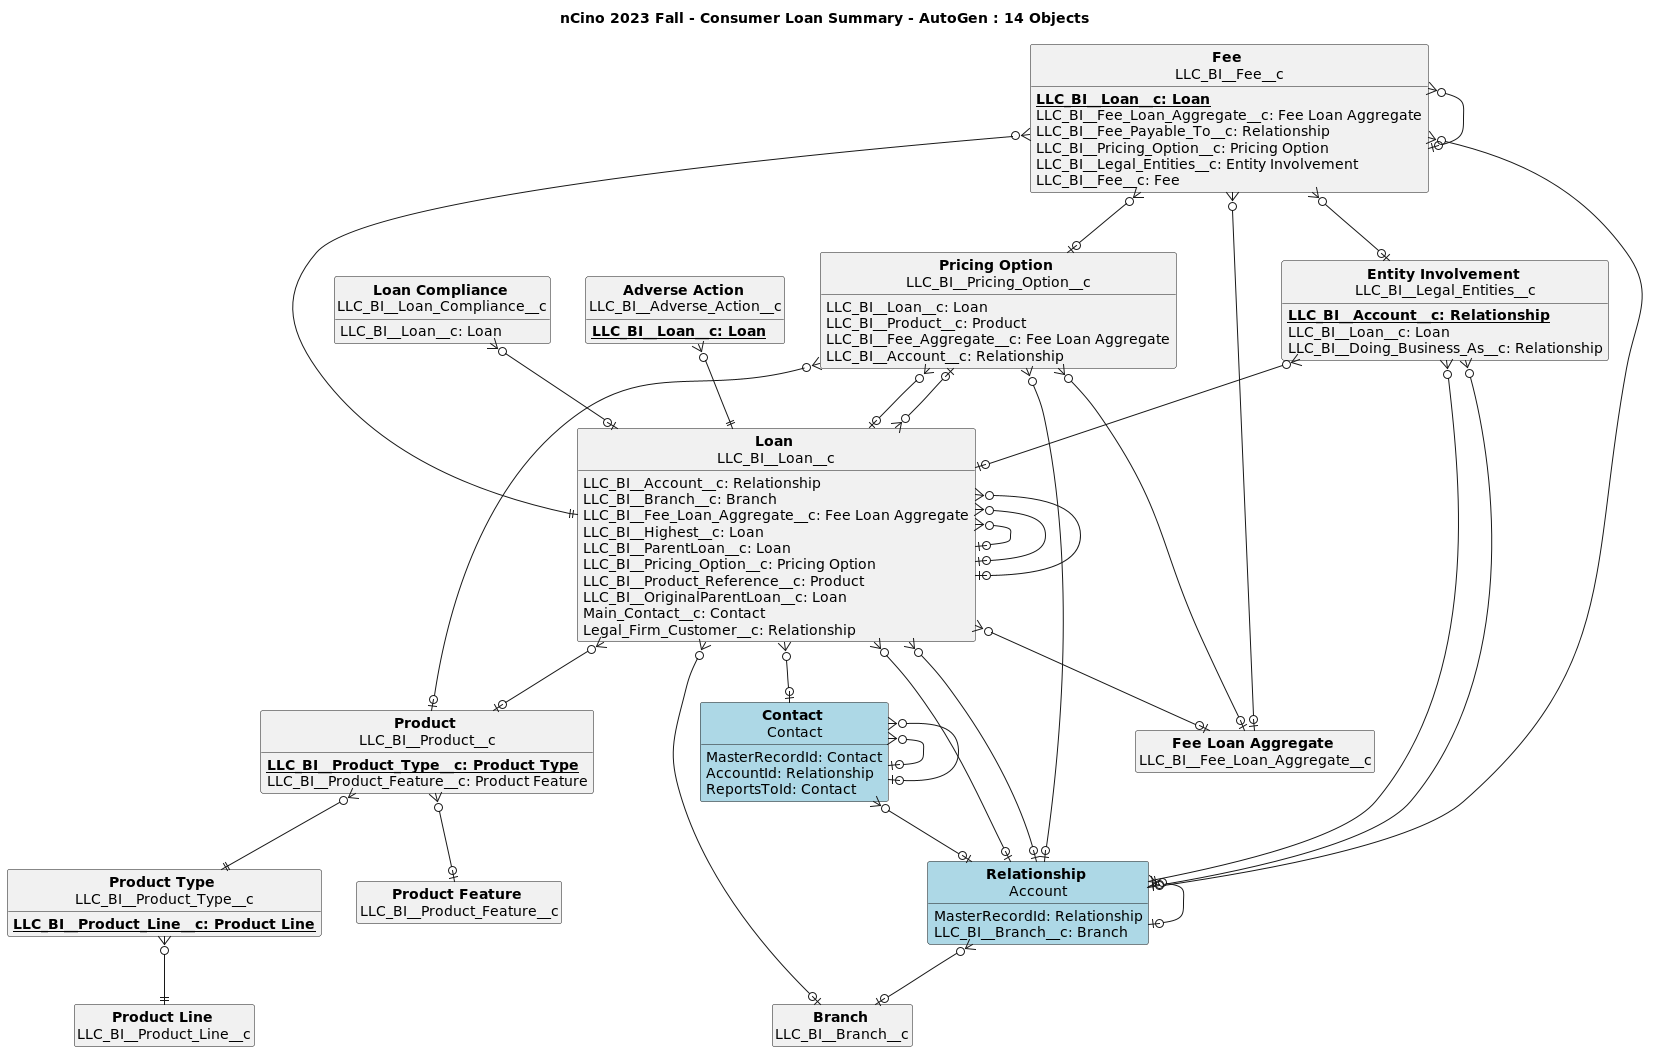 nCino 2023 Fall - Consumer Loan Summary - AutoGen : 14 Objects
Fee
LLC_BI__Fee__c
LLC_BI__Loan__c: Loan
LLC_BI__Fee_Loan_Aggregate__c: Fee Loan Aggregate
LLC_BI__Fee_Payable_To__c: Relationship
LLC_BI__Pricing_Option__c: Pricing Option
LLC_BI__Legal_Entities__c: Entity Involvement
LLC_BI__Fee__c: Fee
Loan Compliance
LLC_BI__Loan_Compliance__c
LLC_BI__Loan__c: Loan
Adverse Action
LLC_BI__Adverse_Action__c
LLC_BI__Loan__c: Loan
Pricing Option
LLC_BI__Pricing_Option__c
LLC_BI__Loan__c: Loan
LLC_BI__Product__c: Product
LLC_BI__Fee_Aggregate__c: Fee Loan Aggregate
LLC_BI__Account__c: Relationship
Entity Involvement
LLC_BI__Legal_Entities__c
LLC_BI__Account__c: Relationship
LLC_BI__Loan__c: Loan
LLC_BI__Doing_Business_As__c: Relationship
Loan
LLC_BI__Loan__c
LLC_BI__Account__c: Relationship
LLC_BI__Branch__c: Branch
LLC_BI__Fee_Loan_Aggregate__c: Fee Loan Aggregate
LLC_BI__Highest__c: Loan
LLC_BI__ParentLoan__c: Loan
LLC_BI__Pricing_Option__c: Pricing Option
LLC_BI__Product_Reference__c: Product
LLC_BI__OriginalParentLoan__c: Loan
Main_Contact__c: Contact
Legal_Firm_Customer__c: Relationship
Product
LLC_BI__Product__c
LLC_BI__Product_Type__c: Product Type
LLC_BI__Product_Feature__c: Product Feature
Contact
Contact
MasterRecordId: Contact
AccountId: Relationship
ReportsToId: Contact
Fee Loan Aggregate
LLC_BI__Fee_Loan_Aggregate__c
Product Type
LLC_BI__Product_Type__c
LLC_BI__Product_Line__c: Product Line
Product Feature
LLC_BI__Product_Feature__c
Relationship
Account
MasterRecordId: Relationship
LLC_BI__Branch__c: Branch
Product Line
LLC_BI__Product_Line__c
Branch
LLC_BI__Branch__c